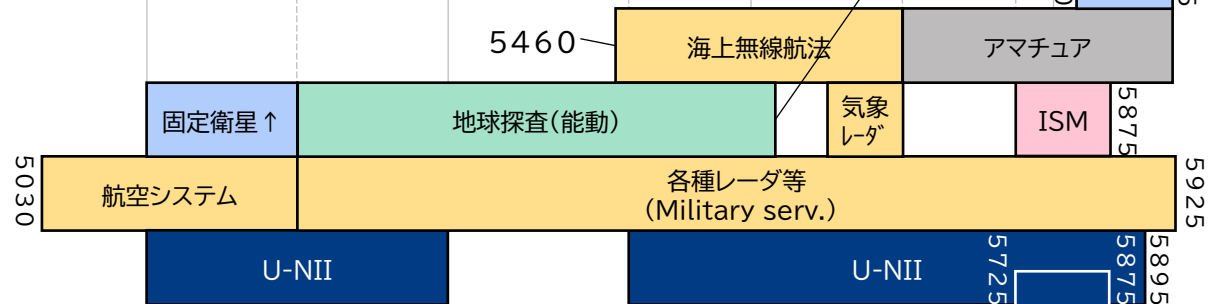 5460
海上無線航法
アマチュア
固定衛星↑
地球探査(能動)
気象
ﾚｰﾀﾞ
ISM
5875
5030
航空システム
各種レーダ等
(Military serv.)
5925
U-NII
U-NII
5725
5875
5895